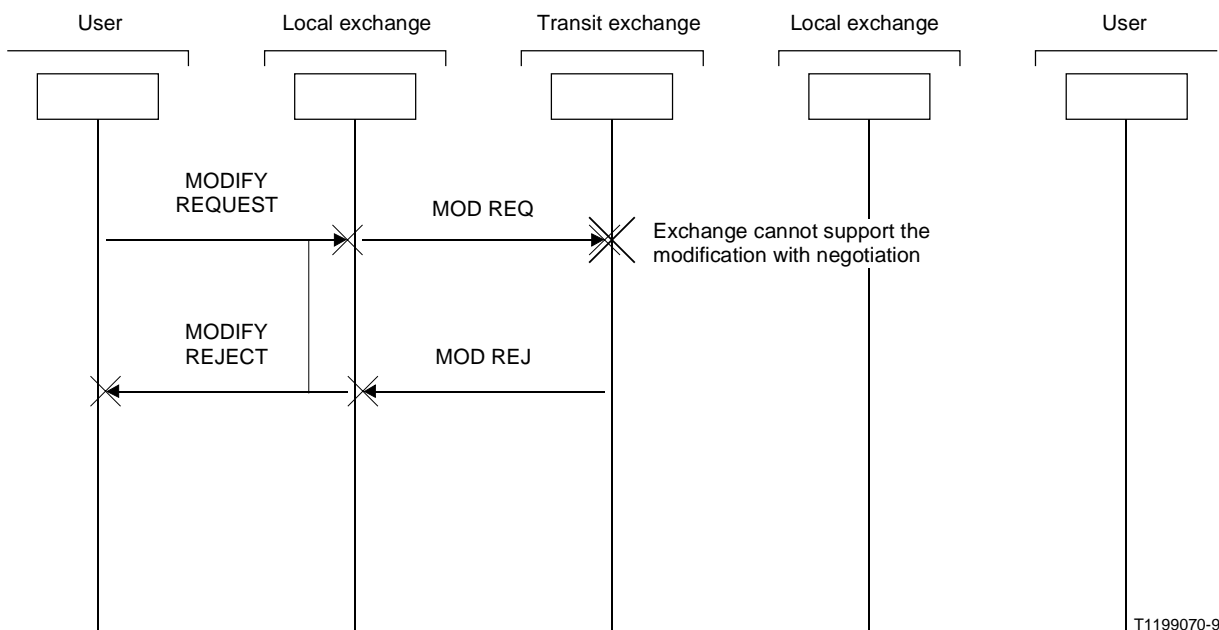 User
Local exchange
Transit exchange
Local exchange
User
MODIFY
REQUEST
MOD REQ
Exchange cannot support the
modification with negotiation
MODIFY
REJECT
MOD REJ
T1199070-9